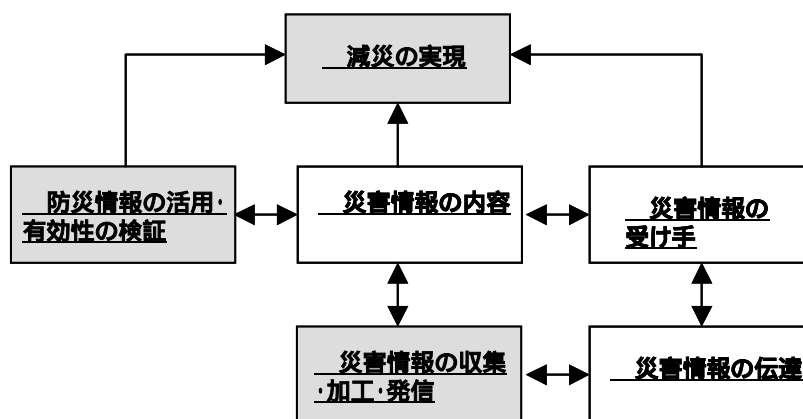 減災の実現
防災情報の活用・
有効性の検証
災害情報の内容
災害情報の
受け手
災害情報の収集
・加工・発信
災害情報の伝達